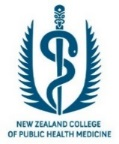 NEW ZEALAND COLLEGE
OF PUBLIC HEALTH MEDICINE